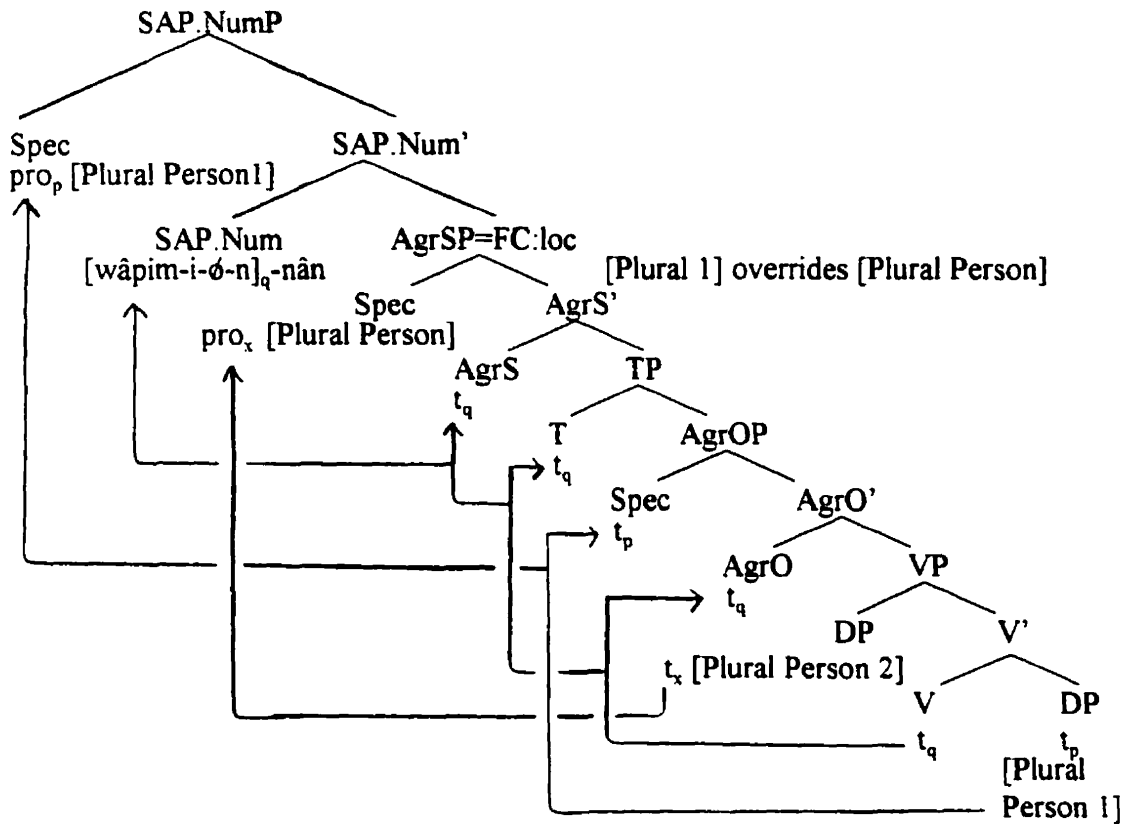 SAP.NumP
Spec SAP.Num'
pro_p [Plural Person1]
SAP.Num AgrSP=FC:loc
[wâpim-i-ø-n]_q-nân [Plural 1] overrides [Plural Person]
Spec AgrS'
pro_x [Plural Person]
AgrS TP
t_q
T AgrOP
t_q
Spec AgrO'
t_p
AgrO VP
t_q
DP V'
t_x [Plural Person 2]
V DP
t_q t_p
[Plural
Person 1]